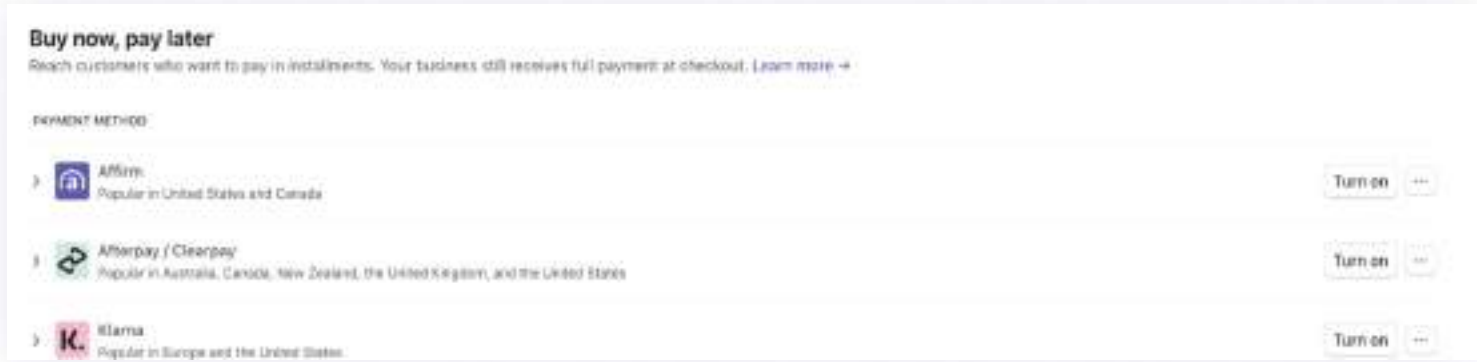 Buy now, pay later
Reach customers who want to pay in installments. Your business still receives full payment at checkout. Learn more →
PAYMENT METHOD
Affirm
Popular in United States and Canada
Turn on
Afterpay / Clearpay
Popular in Australia, Canada, New Zealand, the United Kingdom, and the United States
Turn on
K.
Klarna
Popular in Europe and the United States
Turn on